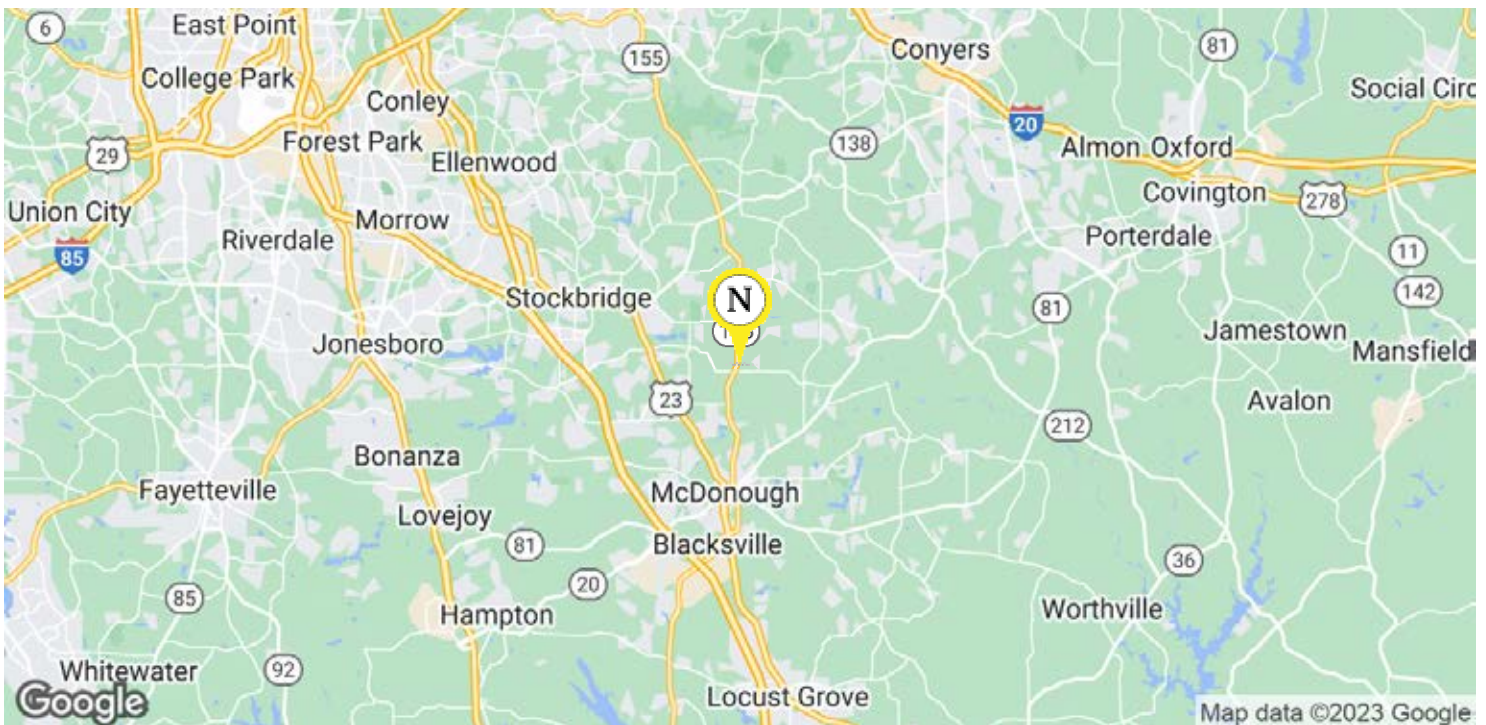 6
East Point
155
Conyers
81
College Park
Conley
Social Circ
20
29
Forest Park
138
Almon
Oxford
Ellenwood
Covington
278
Union City
Morrow
85
Riverdale
Porterdale
11
142
Stockbridge
N
81
Jonesboro
Jamestown
Mansfield
23
Avalon
212
Bonanza
Fayetteville
McDonough
Lovejoy
81
Blacksville
36
20
85
Hampton
Worthville
Whitewater
92
Locust Grove
Google
Map data ©2023 Google